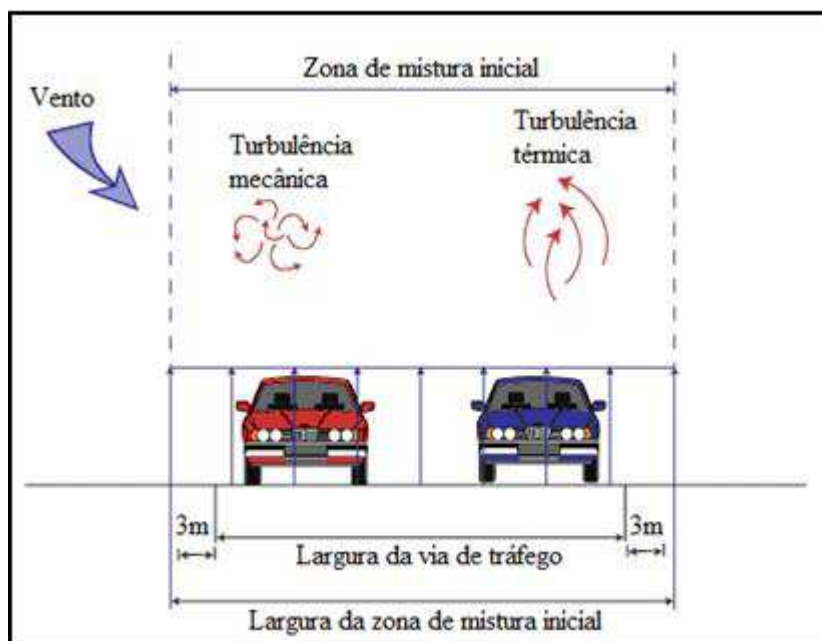 Zona de mistura inicial
Vento
Turbulência
mecânica
Turbulência
térmica
3m
3m
Largura da via de tráfego
Largura da zona de mistura inicial